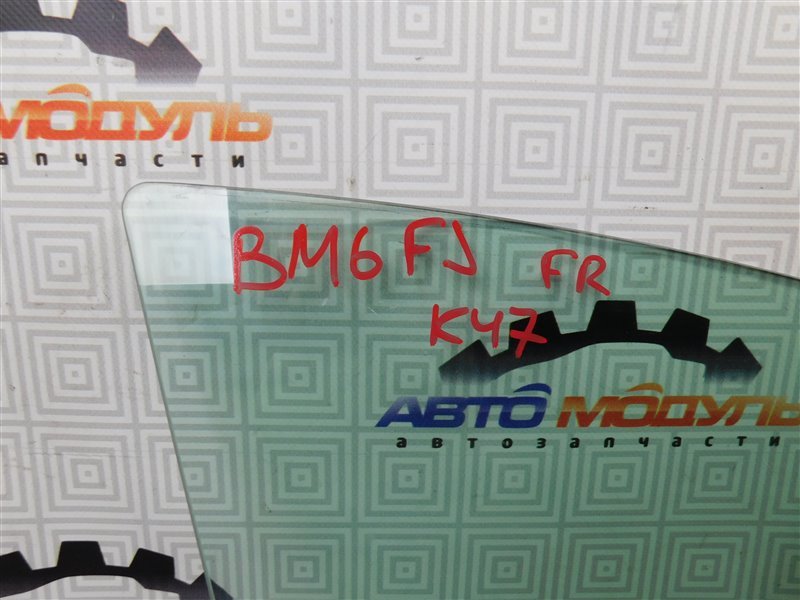 МОДУЛЬ
запчасти
BM6FJ FR
K47
АВТО МОДУЛЬ
автозапчасти